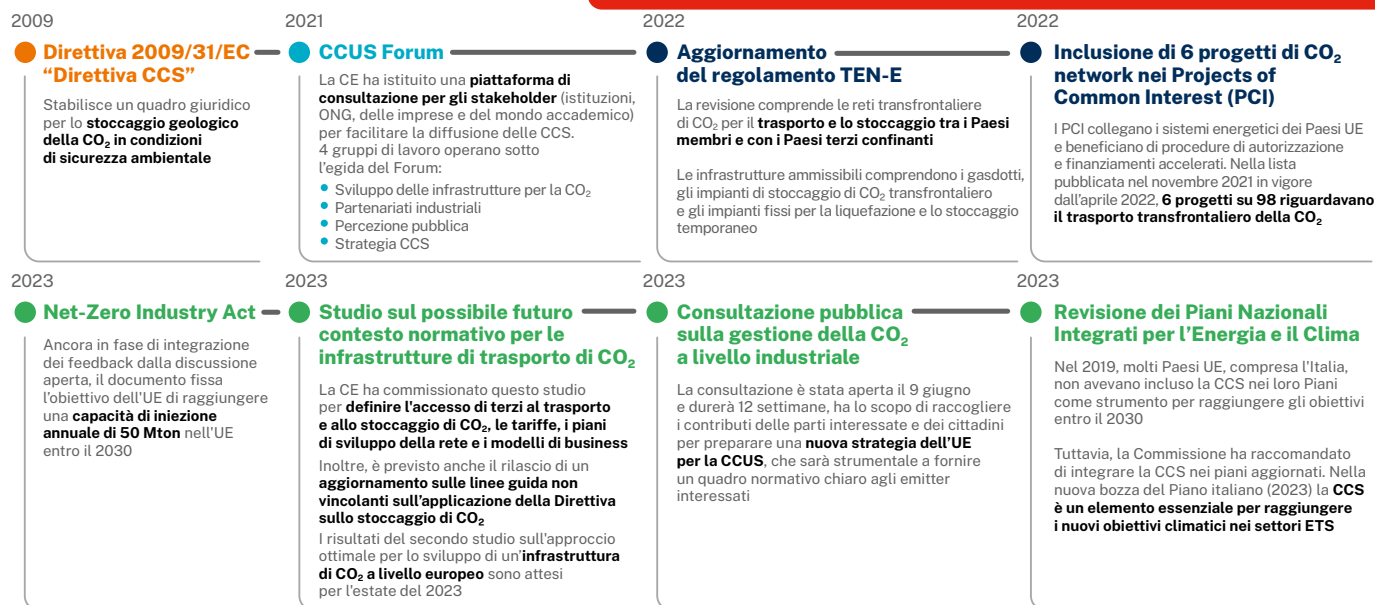 2009
Direttiva 2009/31/EC
“Direttiva CCS”
Stabilisce un quadro giuridico
per lo stoccaggio geologico
della CO₂ in condizioni
di sicurezza ambientale
2021
CCUS Forum
La CE ha istituito una piattaforma di
consultazione per gli stakeholder (istituzioni,
ONG, delle imprese e del mondo accademico)
per facilitare la diffusione delle CCS.
4 gruppi di lavoro operano sotto
l’egida del Forum:
• Sviluppo delle infrastrutture per la CO₂
• Partenariati industriali
• Percezione pubblica
• Strategia CCS
2022
Aggiornamento
del regolamento TEN-E
La revisione comprende le reti transfrontaliere
di CO₂ per il trasporto e lo stoccaggio tra i Paesi
membri e con i Paesi terzi confinanti
Le infrastrutture ammissibili comprendono i gasdotti,
gli impianti di stoccaggio di CO₂ transfrontaliero
e gli impianti fissi per la liquefazione e lo stoccaggio
temporaneo
2022
Inclusione di 6 progetti di CO₂
network nei Projects of
Common Interest (PCI)
I PCI collegano i sistemi energetici dei Paesi UE
e beneficiano di procedure di autorizzazione
e finanziamenti accelerati. Nella lista
pubblicata nel novembre 2021 in vigore
dall’aprile 2022, 6 progetti su 98 riguardavano
il trasporto transfrontaliero della CO₂
2023
Net-Zero Industry Act
Ancora in fase di integrazione
dei feedback dalla discussione
aperta, il documento fissa
l’obiettivo dell’UE di raggiungere
una capacità di iniezione
annuale di 50 Mton nell’UE
entro il 2030
2023
Studio sul possibile futuro
contesto normativo per le
infrastrutture di trasporto di CO₂
La CE ha commissionato questo studio
per definire l'accesso di terzi al trasporto
e allo stoccaggio di CO₂, le tariffe, i piani
di sviluppo della rete e i modelli di business
Inoltre, è previsto anche il rilascio di un
aggiornamento sulle linee guida non
vincolanti sull’applicazione della Direttiva
sullo stoccaggio di CO₂
I risultati del secondo studio sull’approccio
ottimale per lo sviluppo di un’infrastruttura
di CO₂ a livello europeo sono attesi
per l'estate del 2023
2023
Consultazione pubblica
sulla gestione della CO₂
a livello industriale
La consultazione è stata aperta il 9 giugno
e durerà 12 settimane, ha lo scopo di raccogliere
i contributi delle parti interessate e dei cittadini
per preparare una nuova strategia dell’UE
per la CCUS, che sarà strumentale a fornire
un quadro normativo chiaro agli emitter
interessati
2023
Revisione dei Piani Nazionali
Integrati per l’Energia e il Clima
Nel 2019, molti Paesi UE, compresa l’Italia,
non avevano incluso la CCS nei loro Piani
come strumento per raggiungere gli obiettivi
entro il 2030
Tuttavia, la Commissione ha raccomandato
di integrare la CCS nei piani aggiornati. Nella
nuova bozza del Piano italiano (2023) la CCS
è un elemento essenziale per raggiungere
i nuovi obiettivi climatici nei settori ETS